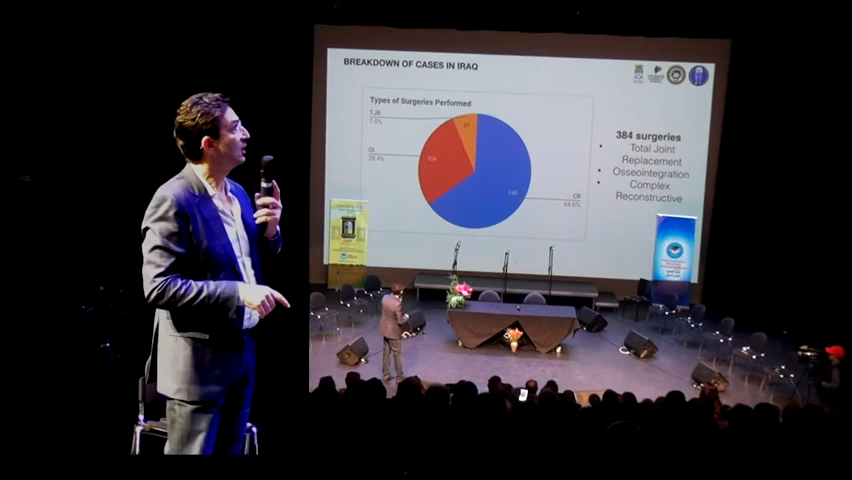 BREAKDOWN OF CASES IN IRAQ
Types of Surgeries Performed
TJR
7.0%
27
OI
28.4%
109
248
CR
64.6%
384 surgeries
Total Joint
Replacement
Osseointegration
Complex
Reconstructive